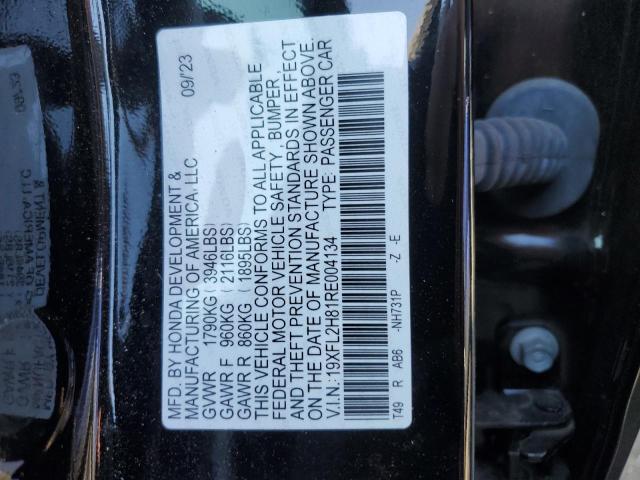 MFD. BY HONDA DEVELOPMENT &
MANUFACTURING OF AMERICA, LLC 09/23
GVWR 1790KG ( 3946LBS)
GAWR F 960KG ( 2116LBS)
GAWR R 860KG ( 1895LBS)
THIS VEHICLE CONFORMS TO ALL APPLICABLE
FEDERAL MOTOR VEHICLE SAFETY, BUMPER,
AND THEFT PREVENTION STANDARDS IN EFFECT
ON THE DATE OF MANUFACTURE SHOWN ABOVE.
V.I.N.: 19XFL2H81RE004134 TYPE: PASSENGER CAR
T49 R AB6 -NH731P -Z -E